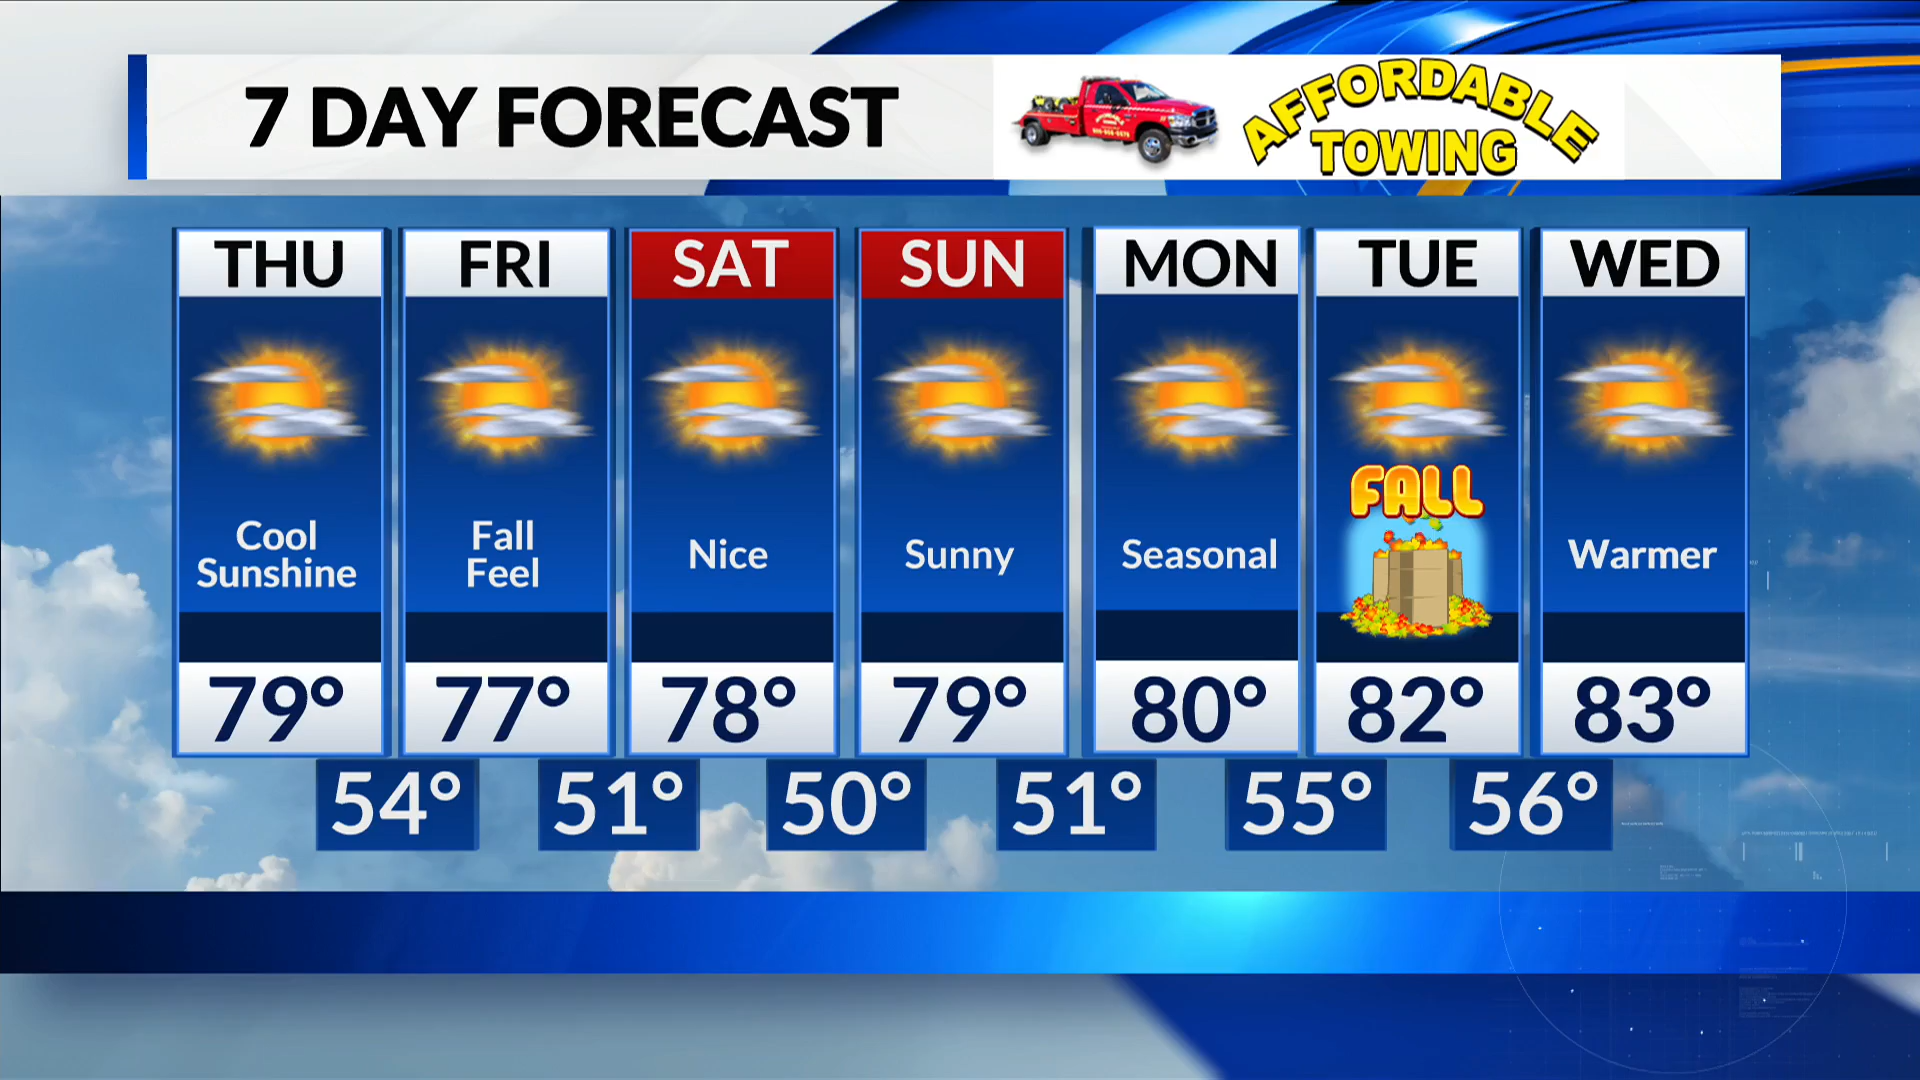 7 DAY FORECAST
AFFORDABLE
TOWING
THU
FRI
SAT
SUN
MON
TUE
WED
Cool
Sunshine
Fall
Feel
Nice
Sunny
Seasonal
FALL
Warmer
79°
77°
78°
79°
80°
82°
83°
54°
51°
50°
51°
55°
56°